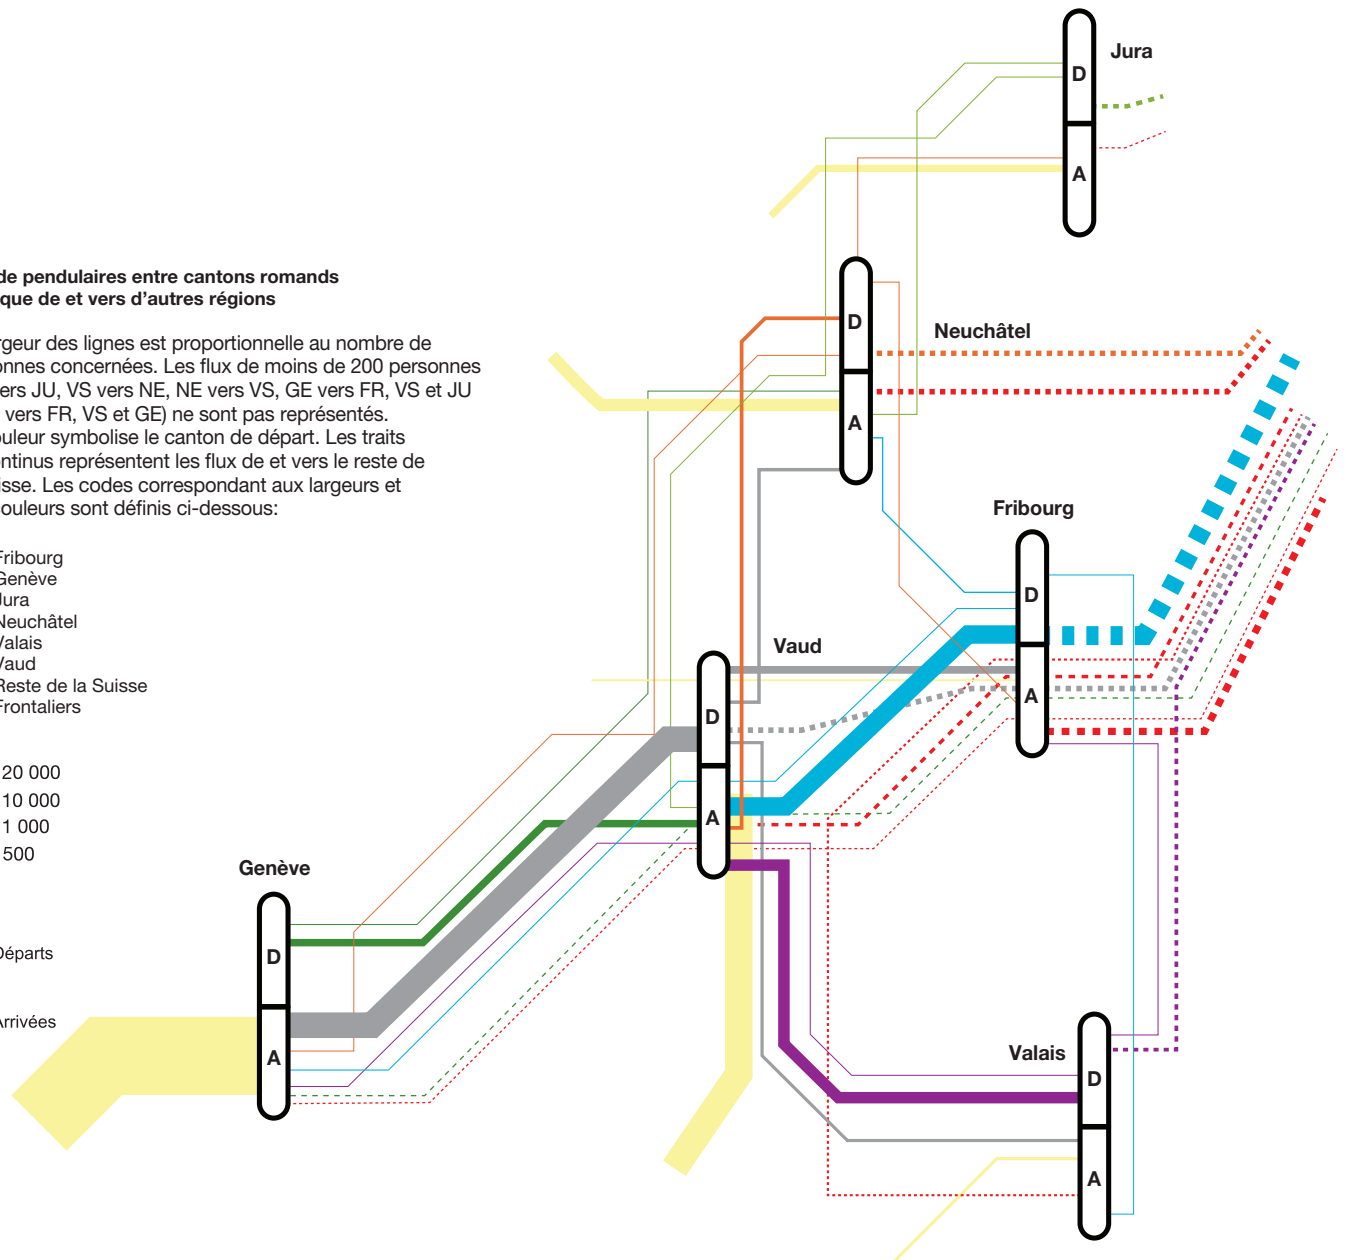 Jura
D
A
de pendulaires entre cantons romands
que de et vers d'autres régions
rgeur des lignes est proportionnelle au nombre de
onnes concernées. Les flux de moins de 200 personnes
ers JU, VS vers NE, NE vers VS, GE vers FR, VS et JU
vers FR, VS et GE) ne sont pas représentés.
ouleur symbolise le canton de départ. Les traits
ontinus représentent les flux de et vers le reste de
isse. Les codes correspondant aux largeurs et
couleurs sont définis ci-dessous:
Fribourg
Genève
Jura
Neuchâtel
Valais
Vaud
Reste de la Suisse
Frontaliers
20 000
10 000
1 000
500
Départs
Arrivées
D
Neuchâtel
A
Fribourg
D
A
Vaud
D
A
Genève
D
A
Valais
D
A